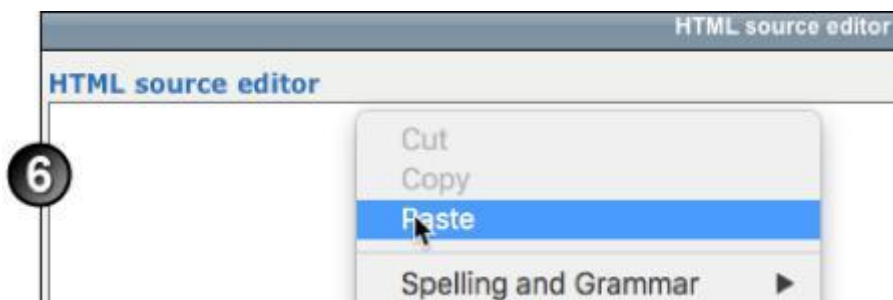 HTML source editor
HTML source editor
6
Cut
Copy
Paste
Spelling and Grammar